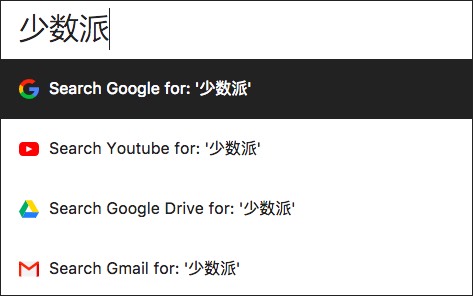 少数派
Search Google for: '少数派'
Search Youtube for: '少数派'
Search Google Drive for: '少数派'
Search Gmail for: '少数派'